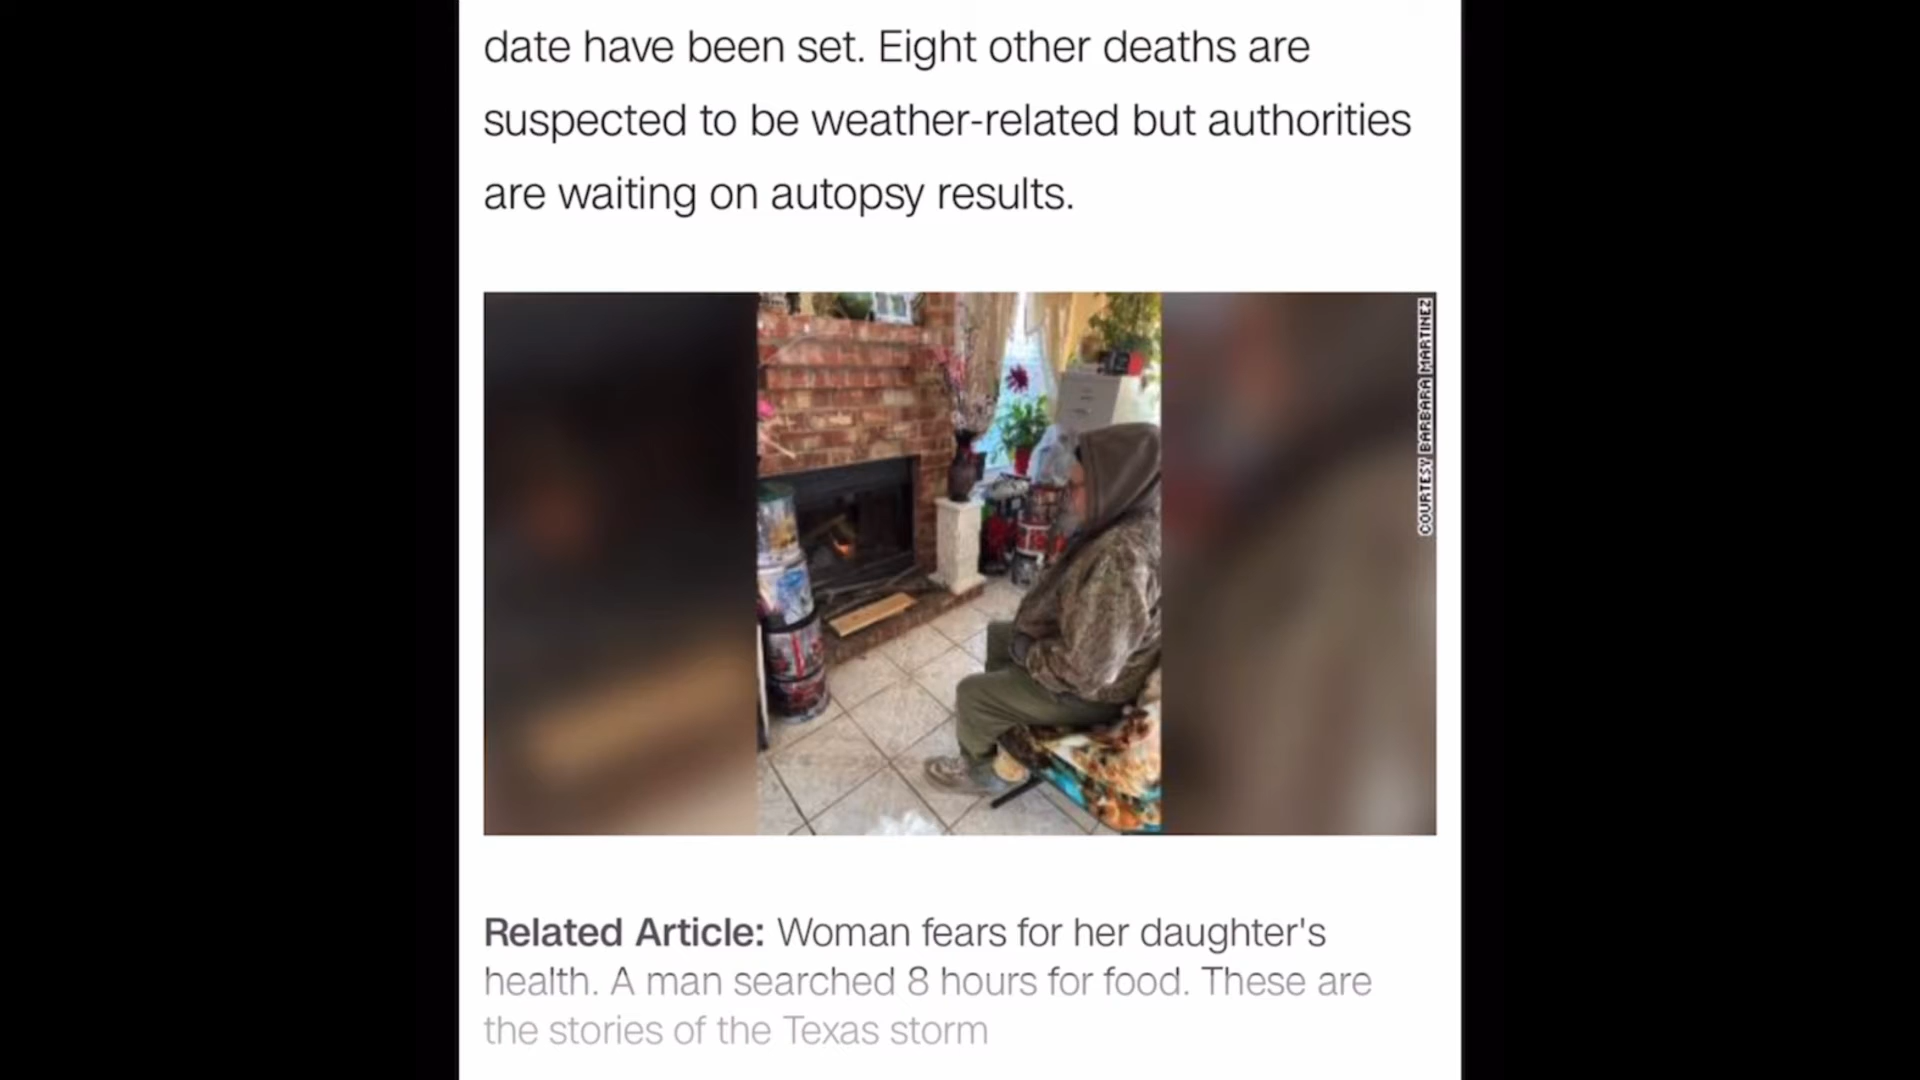 date have been set. Eight other deaths are
suspected to be weather-related but authorities
are waiting on autopsy results.
COURTESY BARBARA MARTINEZ
Related Article: Woman fears for her daughter's
health. A man searched 8 hours for food. These are
the stories of the Texas storm